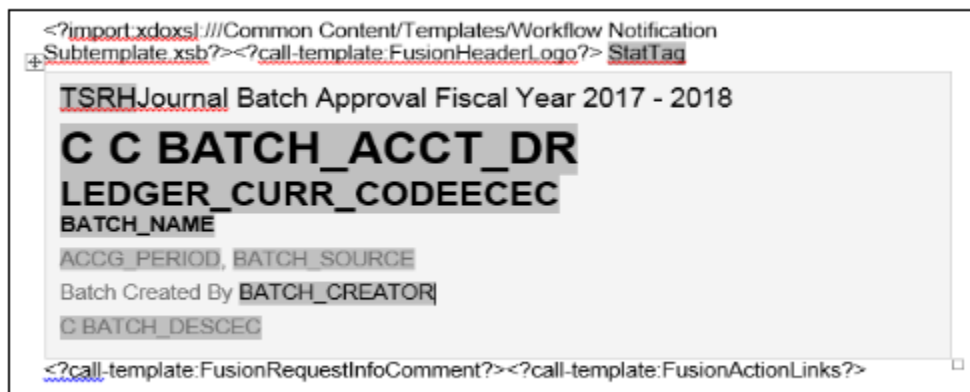 <?import:xdoxsl:///Common Content/Templates/Workflow Notification
Subtemplate.xsb?><?call-template:FusionHeaderLogo?> StatTag
TSRHJournal Batch Approval Fiscal Year 2017 - 2018
C C BATCH_ACCT_DR
LEDGER_CURR_CODEECEC
BATCH_NAME
ACCG_PERIOD, BATCH_SOURCE
Batch Created By BATCH_CREATOR
C BATCH_DESCEC
<?call-template:FusionRequestInfoComment?><?call-template:FusionActionLinks?>